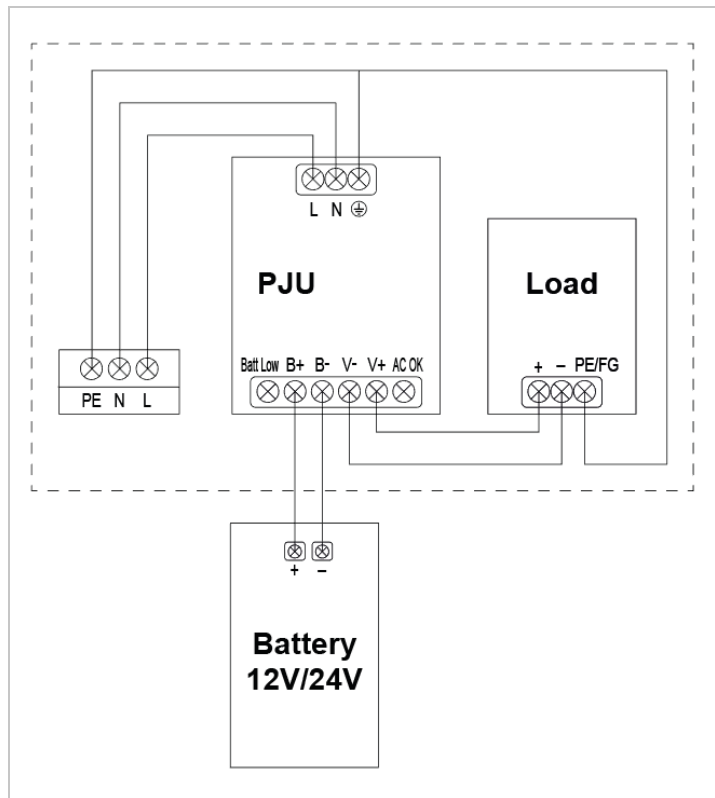 L N ⏚
PJU
Load
Batt Low B+ B- V- V+ AC OK
+ – PE/FG
PE N L
+ –
Battery
12V/24V